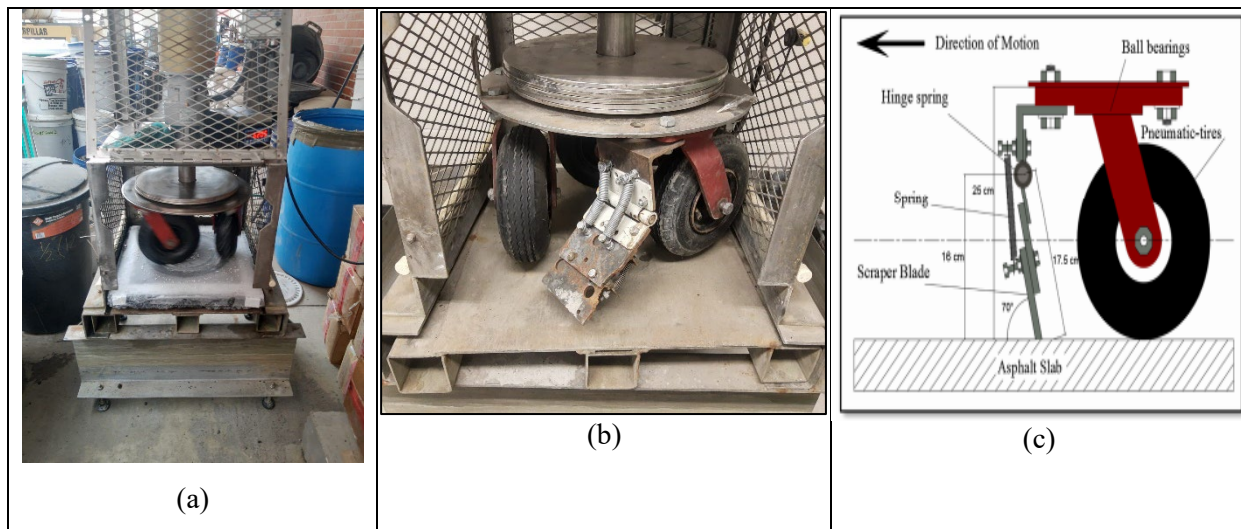 ERPILLAR
(a)
(b)
Direction of Motion
Ball bearings
Hinge spring
Pneumatic-tires
25 cm
Spring
16 cm
17.5 cm
Scraper Blade
70°
Asphalt Slab
(c)